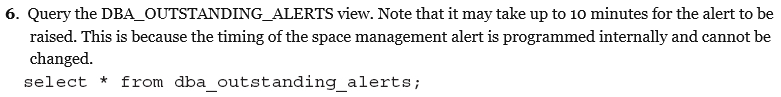 6. Query the DBA_OUTSTANDING_ALERTS view. Note that it may take up to 10 minutes for the alert to be
raised. This is because the timing of the space management alert is programmed internally and cannot be
changed.
select * from dba_outstanding_alerts;